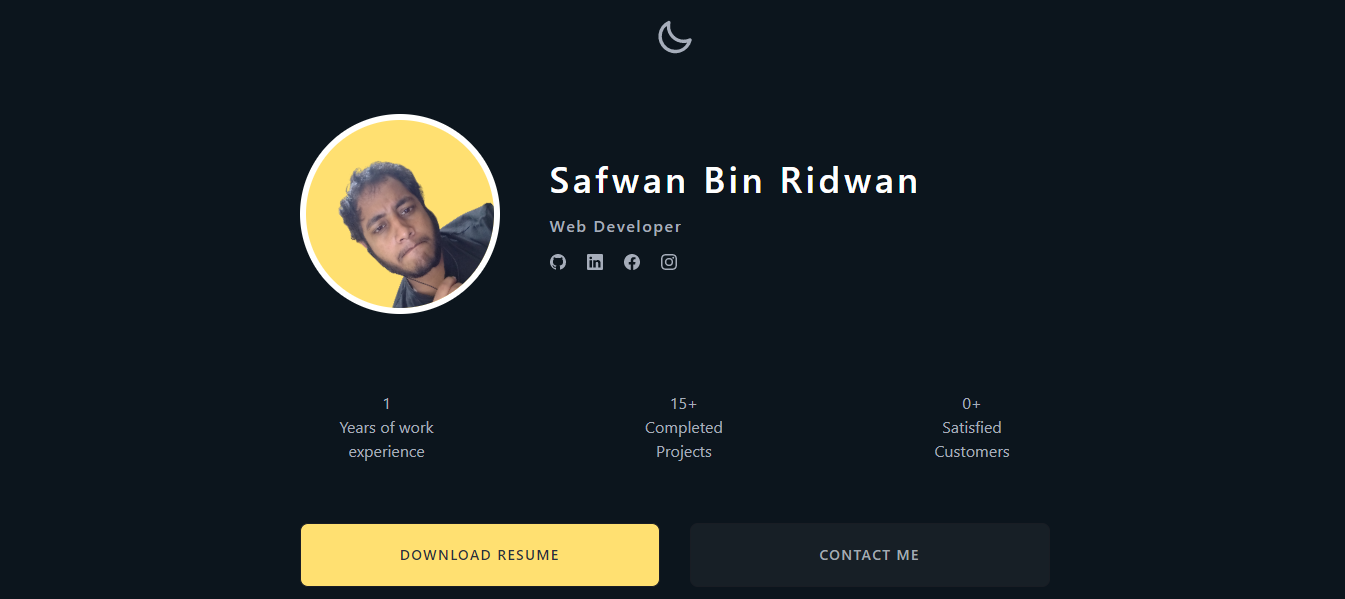 Safwan Bin Ridwan
Web Developer
1
Years of work
experience
15+
Completed
Projects
0+
Satisfied
Customers
DOWNLOAD RESUME
CONTACT ME